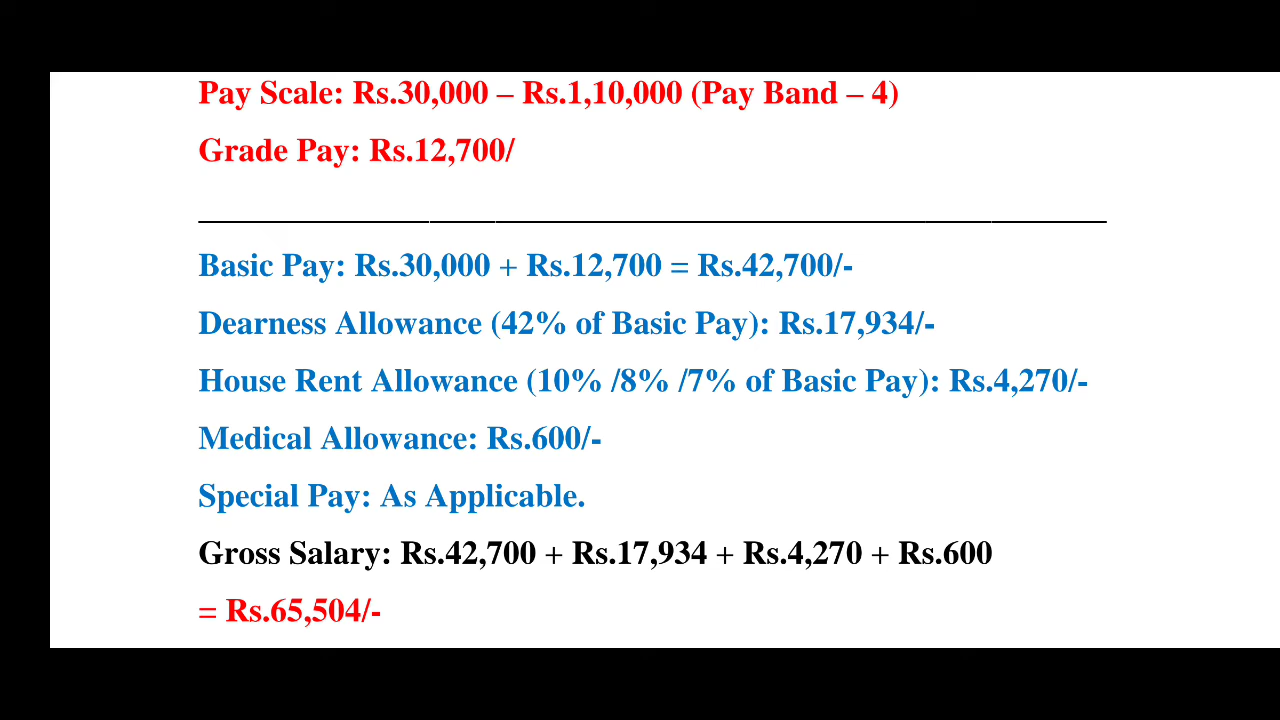 Pay Scale: Rs.30,000 – Rs.1,10,000 (Pay Band – 4)
Grade Pay: Rs.12,700/
Basic Pay: Rs.30,000 + Rs.12,700 = Rs.42,700/-
Dearness Allowance (42% of Basic Pay): Rs.17,934/-
House Rent Allowance (10% /8% /7% of Basic Pay): Rs.4,270/-
Medical Allowance: Rs.600/-
Special Pay: As Applicable.
Gross Salary: Rs.42,700 + Rs.17,934 + Rs.4,270 + Rs.600
= Rs.65,504/-